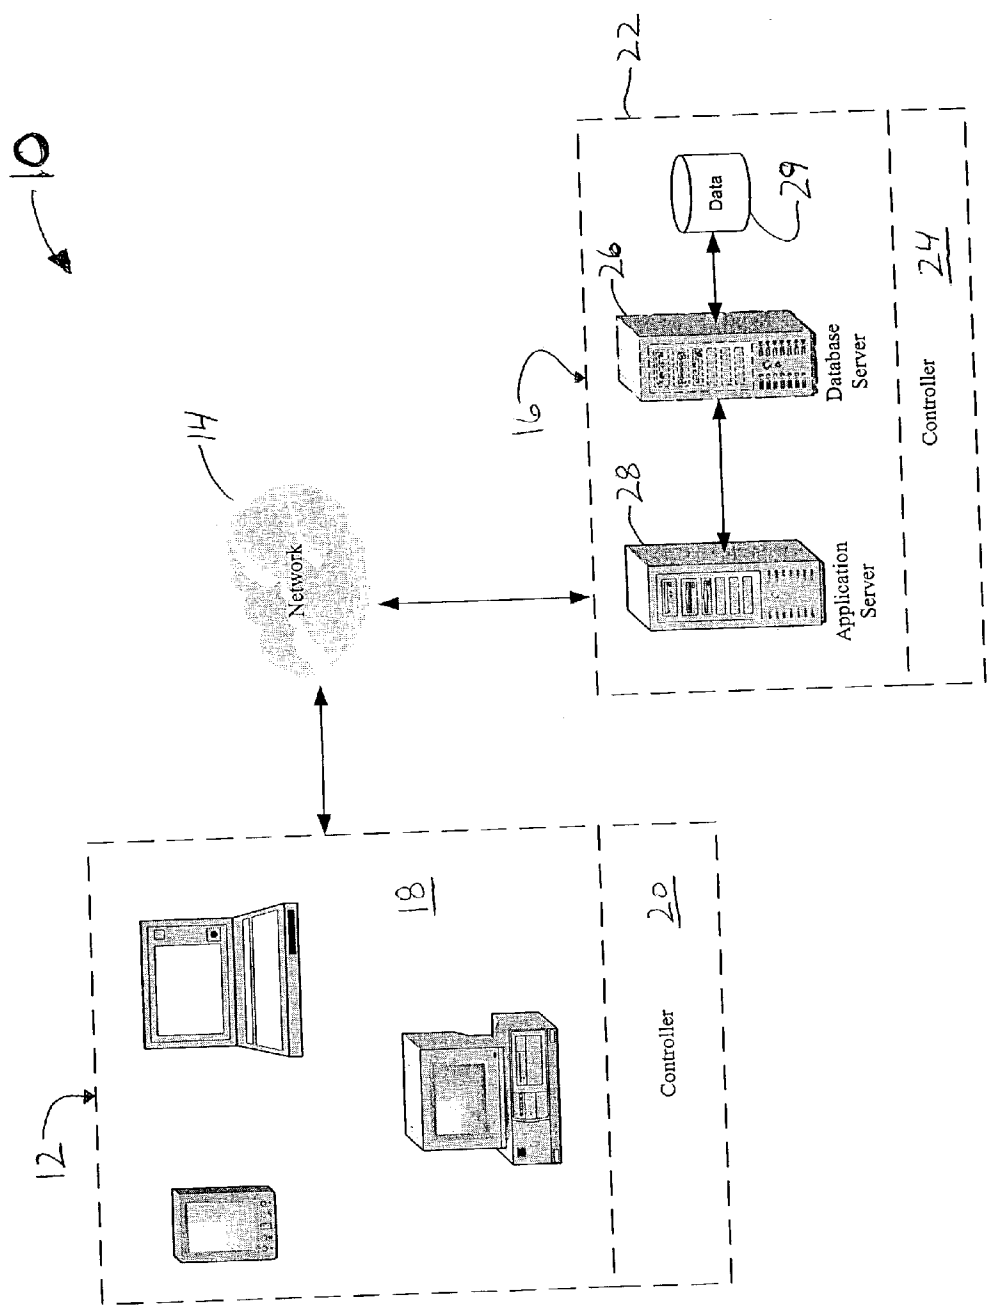 10
12
18
Controller
20
14
Network
16
22
28
26
Data
29
Application
Server
Database
Server
Controller
24